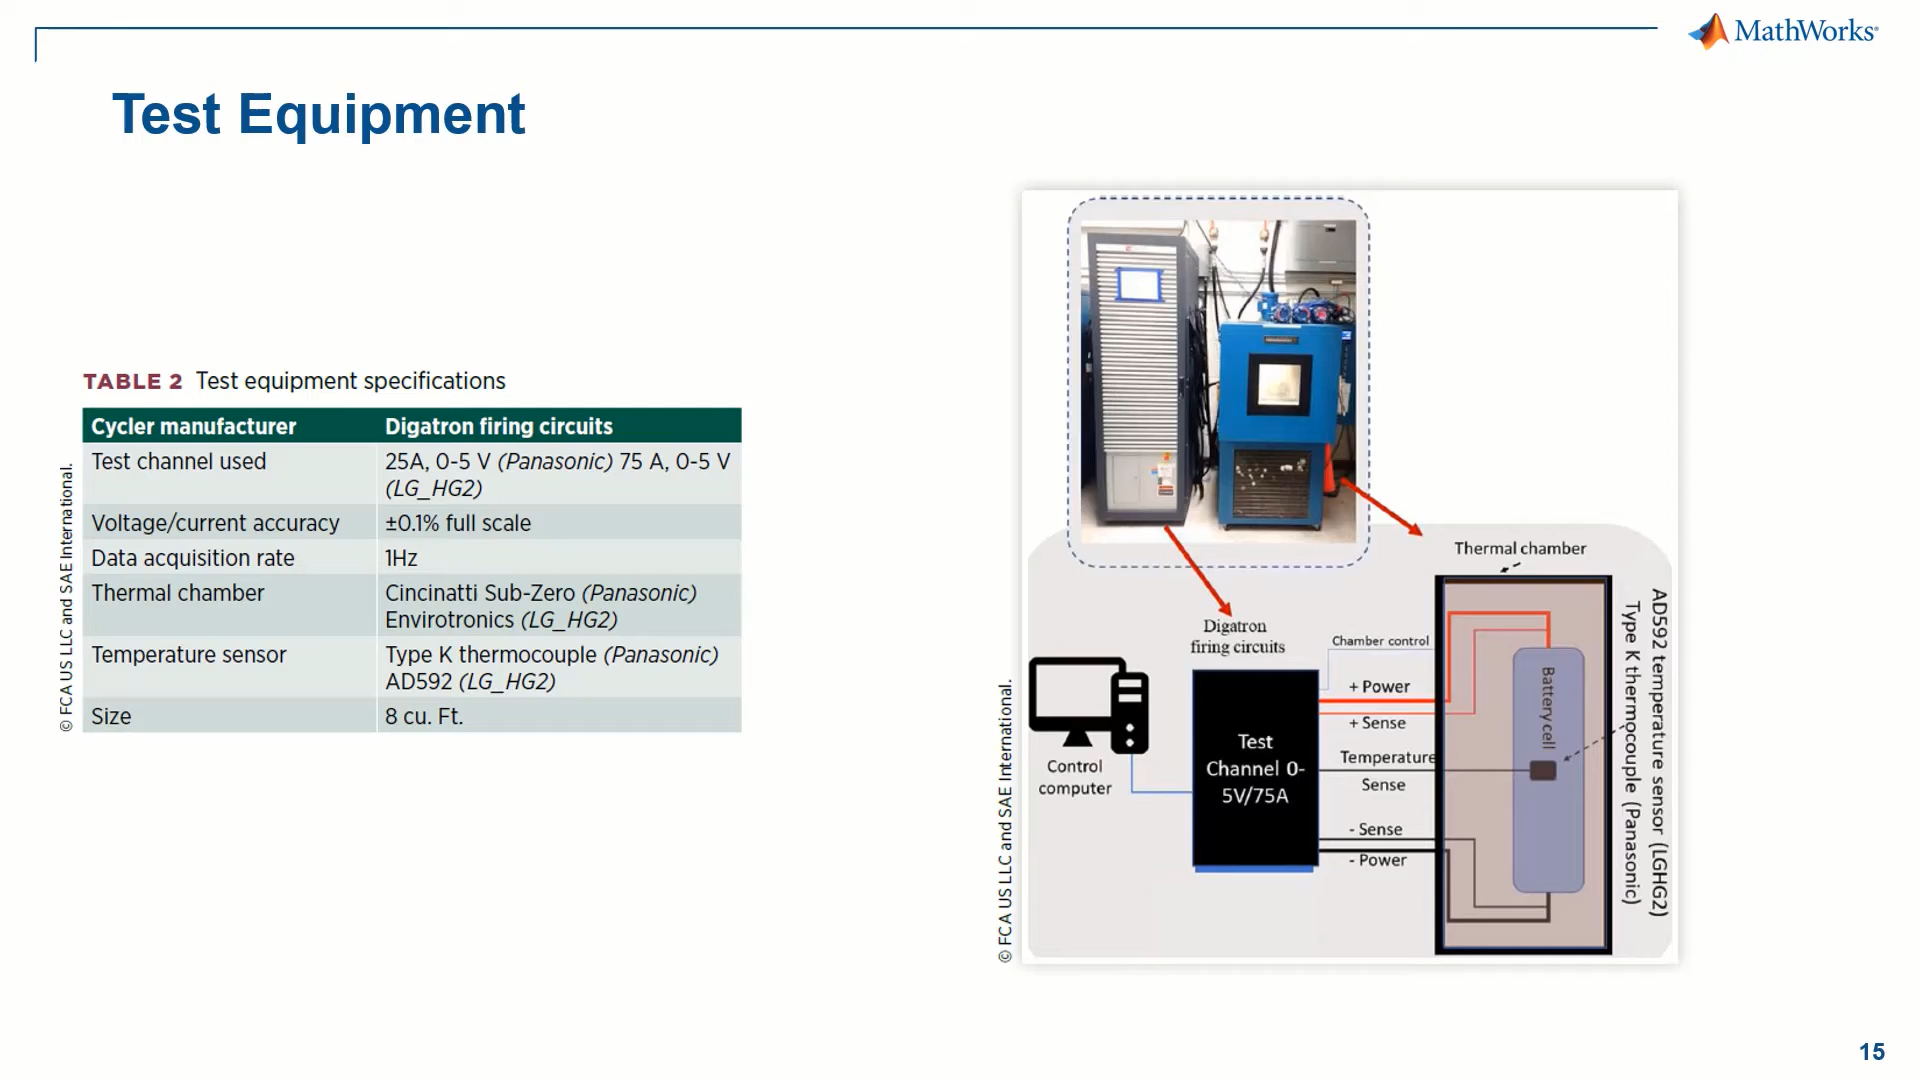 MathWorks®
Test Equipment
TABLE 2 Test equipment specifications
Cycler manufacturer Digatron firing circuits
Test channel used 25A, 0-5 V (Panasonic) 75 A, 0-5 V
(LG_HG2)
Voltage/current accuracy ±0.1% full scale
Data acquisition rate 1Hz
Thermal chamber Cincinatti Sub-Zero (Panasonic)
Envirotronics (LG_HG2)
Temperature sensor Type K thermocouple (Panasonic)
AD592 (LG_HG2)
Size 8 cu. Ft.
© FCA US LLC and SAE International.
Thermal chamber
Digatron
firing circuits
Chamber control
+ Power
+ Sense
Temperature
Sense
- Sense
- Power
Test
Channel 0-
5V/75A
Control
computer
Battery cell
AD592 temperature sensor (LGHG2)
Type K thermocouple (Panasonic)
© FCA US LLC and SAE International.
15